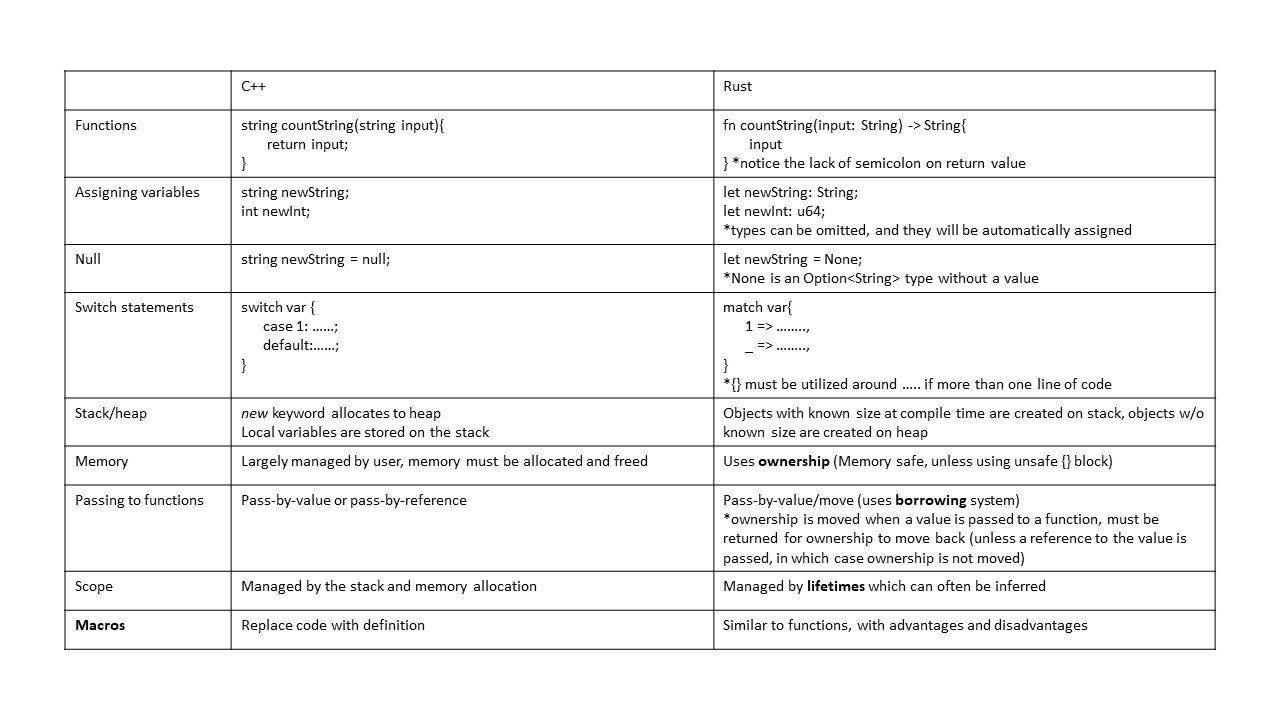 C++
Rust
Functions
string countString(string input){
return input;
}
fn countString(input: String) -> String{
input
} *notice the lack of semicolon on return value
Assigning variables
string newString;
int newInt;
let newString: String;
let newInt: u64;
*types can be omitted, and they will be automatically assigned
Null
string newString = null;
let newString = None;
*None is an Option<String> type without a value
Switch statements
switch var {
case 1: ......;
default:......;
}
match var{
1 => ........,
_ => ........,
}
*{} must be utilized around ..... if more than one line of code
Stack/heap
new keyword allocates to heap
Local variables are stored on the stack
Objects with known size at compile time are created on stack, objects w/o
known size are created on heap
Memory
Largely managed by user, memory must be allocated and freed
Uses ownership (Memory safe, unless using unsafe {} block)
Passing to functions
Pass-by-value or pass-by-reference
Pass-by-value/move (uses borrowing system)
*ownership is moved when a value is passed to a function, must be
returned for ownership to move back (unless a reference to the value is
passed, in which case ownership is not moved)
Scope
Managed by the stack and memory allocation
Managed by lifetimes which can often be inferred
Macros
Replace code with definition
Similar to functions, with advantages and disadvantages